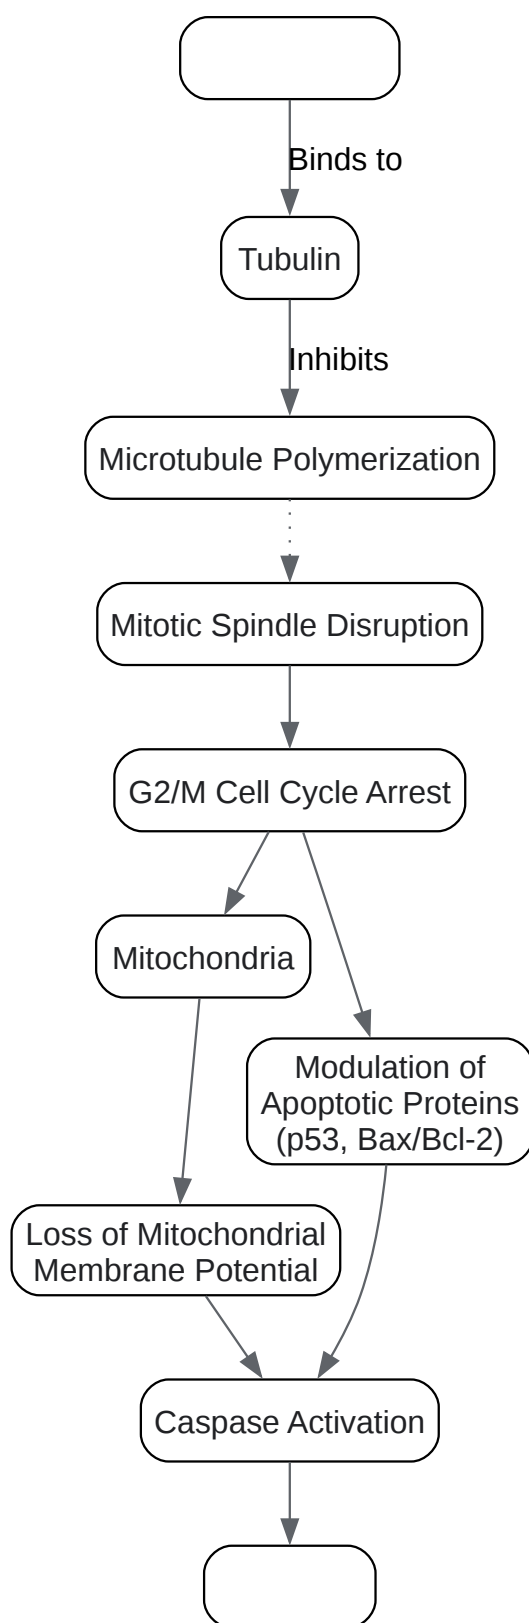 Binds to
Tubulin
Inhibits
Microtubule Polymerization
Mitotic Spindle Disruption
G2/M Cell Cycle Arrest
Mitochondria
Modulation of
Apoptotic Proteins
(p53, Bax/Bcl-2)
Loss of Mitochondrial
Membrane Potential
Caspase Activation